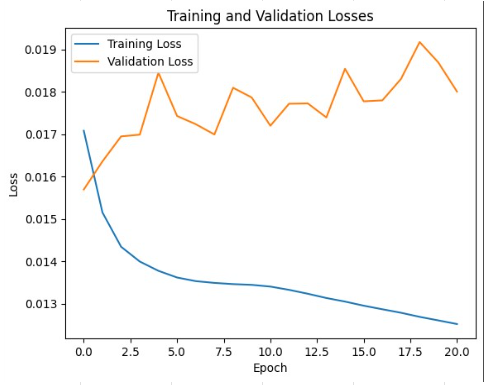 Training and Validation Losses
Training Loss
Validation Loss
0.019
0.018
0.017
0.016
0.015
0.014
0.013
Loss
0.0 2.5 5.0 7.5 10.0 12.5 15.0 17.5 20.0
Epoch